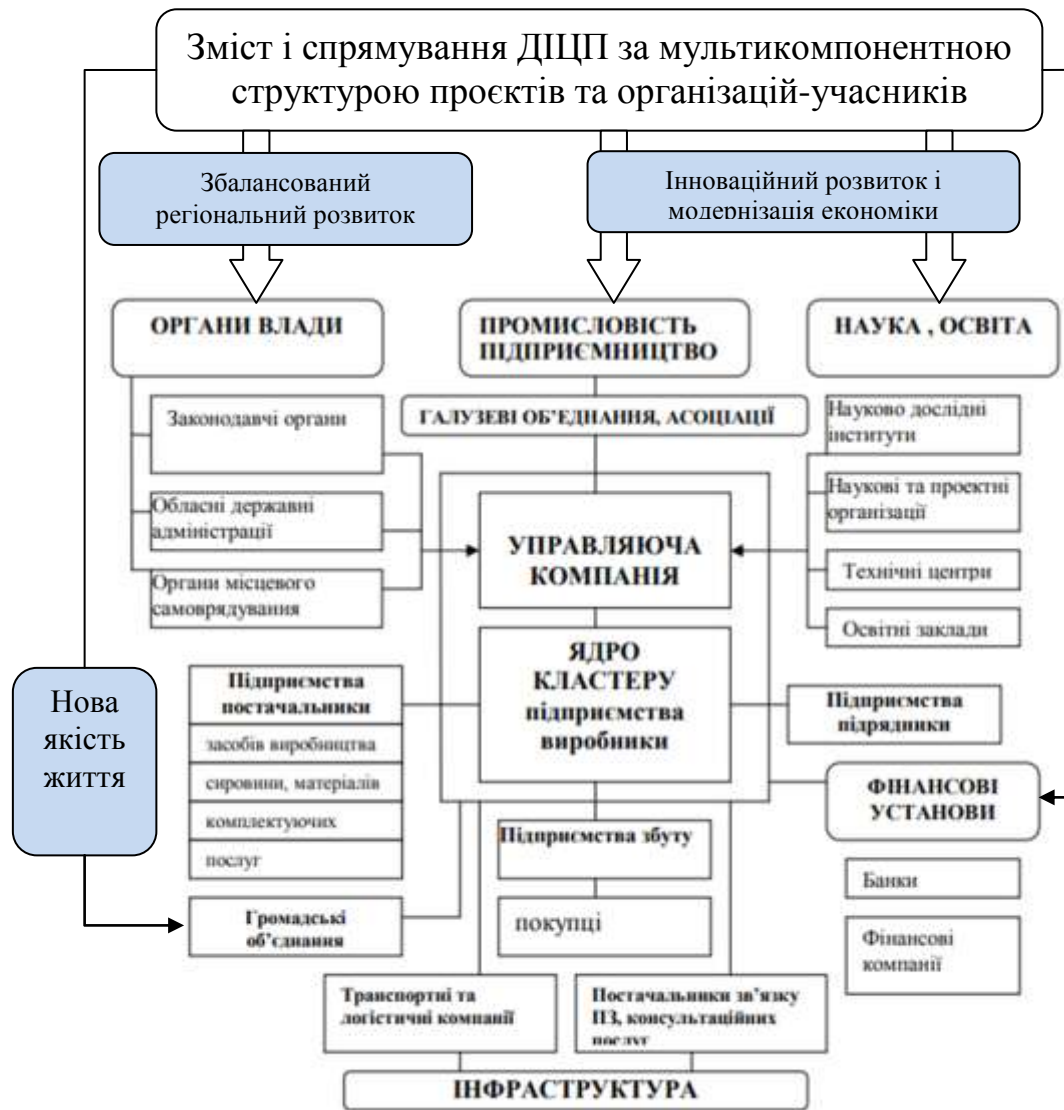 Зміст і спрямування ДІЦП за мультикомпонентною
структурою проєктів та організацій-учасників
Збалансований
регіональний розвиток
Інноваційний розвиток і
модернізація економіки
ОРГАНИ ВЛАДИ
ПРОМИСЛОВІСТЬ
ПІДПРИЄМНИЦТВО
НАУКА , ОСВІТА
Законодавчі органи
Обласні державні
адміністрації
Органи місцевого
самоврядування
ГАЛУЗЕВІ ОБ’ЄДНАННЯ, АСОЦІАЦІЇ
Науково дослідні
інститути
Наукові та проектні
організації
Технічні центри
Освітні заклади
УПРАВЛЯЮЧА
КОМПАНІЯ
ЯДРО
КЛАСТЕРУ
підприємства
виробники
Нова
якість
життя
Підприємства
постачальники
засобів виробництва
сировини, матеріалів
комплектуючих
послуг
Громадські
об’єднання
Підприємства
підрядники
ФІНАНСОВІ
УСТАНОВИ
Банки
Фінансові
компанії
Підприємства збуту
покупці
Транспортні та
логістичні компанії
Постачальники зв’язку
ПЗ, консультаційних
послуг
ІНФРАСТРУКТУРА